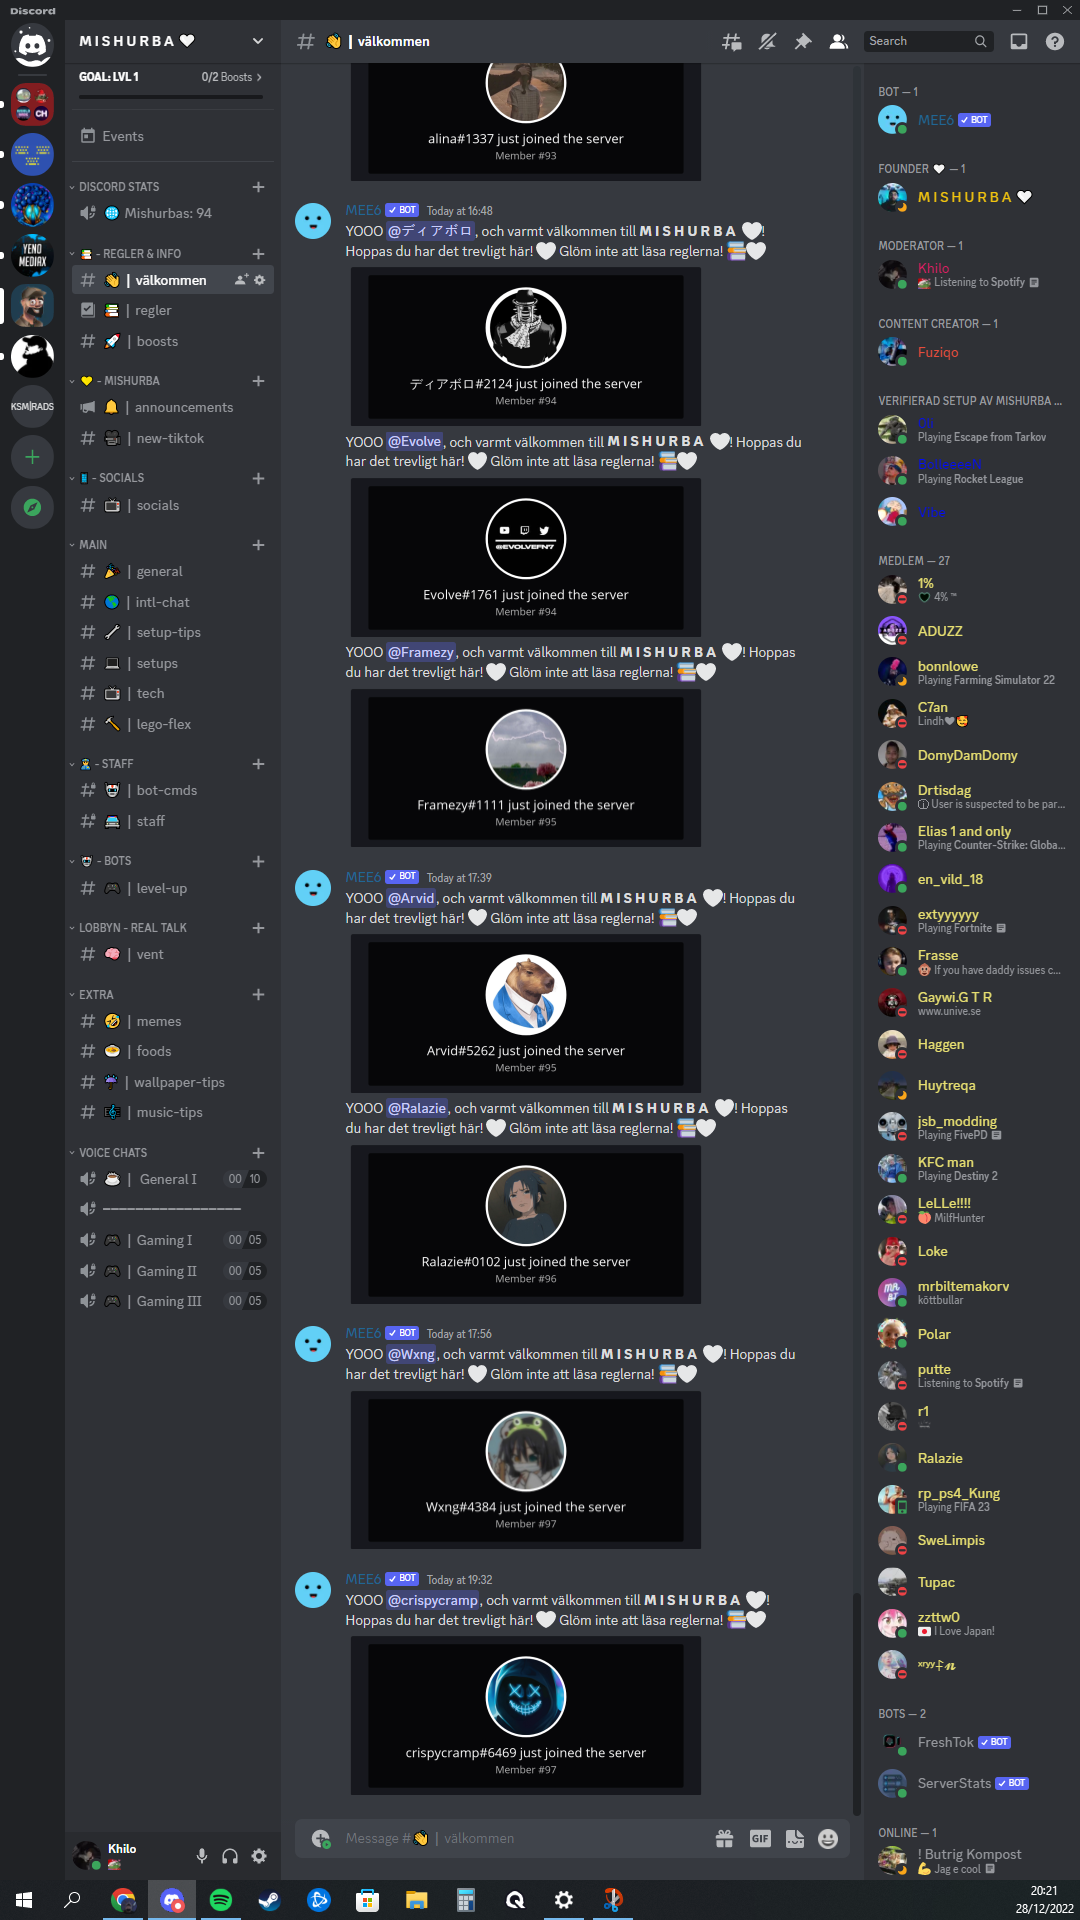 Discord
M I S H U R B A
GOAL: LVL 1
0/2 Boosts
Events
DISCORD STATS
Mishurbas: 94
- REGLER & INFO
| välkommen
| regler
| boosts
- MISHURBA
| announcements
| new-tiktok
- SOCIALS
| socials
MAIN
| general
| intl-chat
| setup-tips
| setups
| tech
| lego-flex
- STAFF
| bot-cmds
| staff
- BOTS
| level-up
LOBBYN - REAL TALK
| vent
EXTRA
| memes
| foods
| wallpaper-tips
| music-tips
VOICE CHATS
| General I 00 10
-----------------
| Gaming I 00 05
| Gaming II 00 05
| Gaming III 00 05
Khilo
YENO
MEDIAX
CH
KSM|RADS
# | välkommen
Search
alina#1337 just joined the server
Member #93
MEE6 BOT Today at 16:48
YOOO @ディアボロ, och varmt välkommen till M I S H U R B A !
Hoppas du har det trevligt här! Glöm inte att läsa reglerna!
ディアボロ#2124 just joined the server
Member #94
YOOO @Evolve, och varmt välkommen till M I S H U R B A ! Hoppas du
har det trevligt här! Glöm inte att läsa reglerna!
@EVOLVEFN7
Evolve#1761 just joined the server
Member #94
YOOO @Framezy, och varmt välkommen till M I S H U R B A ! Hoppas
du har det trevligt här! Glöm inte att läsa reglerna!
Framezy#1111 just joined the server
Member #95
MEE6 BOT Today at 17:39
YOOO @Arvid, och varmt välkommen till M I S H U R B A ! Hoppas du
har det trevligt här! Glöm inte att läsa reglerna!
Arvid#5262 just joined the server
Member #95
YOOO @Ralazie, och varmt välkommen till M I S H U R B A ! Hoppas
du har det trevligt här! Glöm inte att läsa reglerna!
Ralazie#0102 just joined the server
Member #96
MEE6 BOT Today at 17:56
YOOO @Wxng, och varmt välkommen till M I S H U R B A ! Hoppas du
har det trevligt här! Glöm inte att läsa reglerna!
Wxng#4384 just joined the server
Member #97
MEE6 BOT Today at 19:32
YOOO @crispycramp, och varmt välkommen till M I S H U R B A !
Hoppas du har det trevligt här! Glöm inte att läsa reglerna!
crispycramp#6469 just joined the server
Member #97
Message # | välkommen
GIF
BOT — 1
MEE6 BOT
FOUNDER — 1
M I S H U R B A
MODERATOR — 1
Khilo
Listening to Spotify
CONTENT CREATOR — 1
Fuziqo
VERIFIERAD SETUP AV MISHURBA ...
Playing Escape from Tarkov
Playing Rocket League
Vibe
MEDLEM — 27
1%
4% ™
ADUZZ
bonnlowe
Playing Farming Simulator 22
C7an
Lindh
DomyDamDomy
Drtisdag
User is suspected to be par...
Elias 1 and only
Playing Counter-Strike: Globa...
en_vild_18
extyyyyyy
Playing Fortnite
Frasse
If you have daddy issues c...
Gaywi.G T R
www.unive.se
Haggen
Huytreqa
jsb_modding
Playing FivePD
KFC man
Playing Destiny 2
LeLLe!!!!
MilfHunter
Loke
mrbiltemakorv
köttbullar
Polar
putte
Listening to Spotify
r1
Ralazie
rp_ps4_Kung
Playing FIFA 23
SweLimpis
Tupac
zzttw0
I Love Japan!
BOTS — 2
FreshTok BOT
ServerStats BOT
ONLINE — 1
! Butrig Kompost
Jag e cool
20:21
28/12/2022